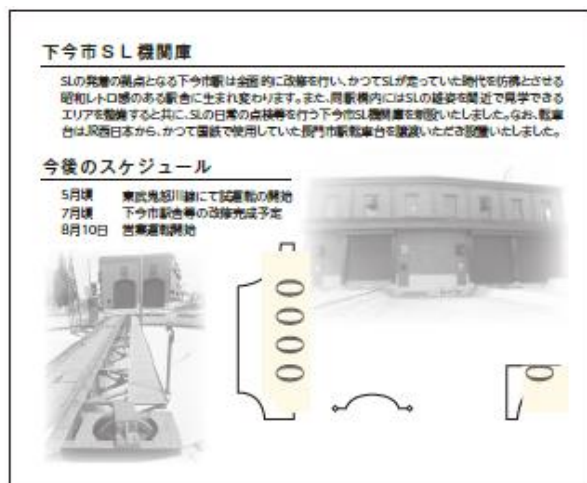 下今市ＳＬ機関庫
SLの発着の拠点となる下今市駅は全面的に改修を行い、かつてSLが走っていた時代を彷彿とさせる
昭和レトロ感のある駅舎に生まれ変わります。また、同駅構内にはSLの雄姿を間近で見学できる
エリアを整備すると共に、SLの日常の点検等を行う下今市SL機関庫を新設いたしました。なお、転車
台はJR西日本から、かつて国鉄で使用していた長門市駅転車台を譲渡いただき設置いたしました。
今後のスケジュール
5月頃 東武鬼怒川線にて試運転の開始
7月頃 下今市駅舎等の改修完成予定
8月10日 営業運転開始
0000
0